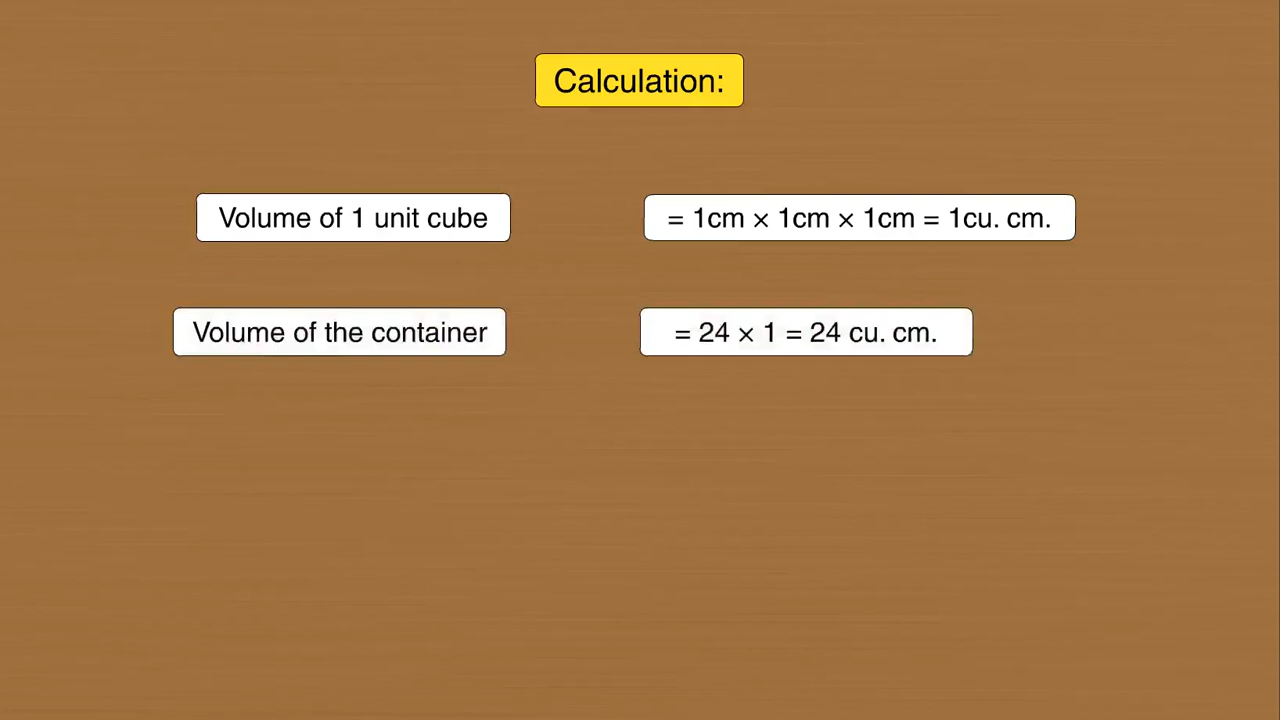 Calculation:
Volume of 1 unit cube = 1cm × 1cm × 1cm = 1cu. cm.
Volume of the container = 24 × 1 = 24 cu. cm.